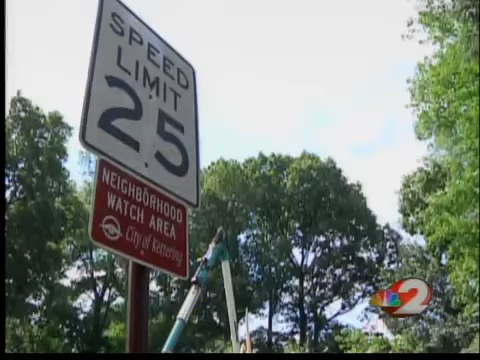 SPEED
LIMIT
25
NEIGHBORHOOD
WATCH AREA
City of Kettering
2